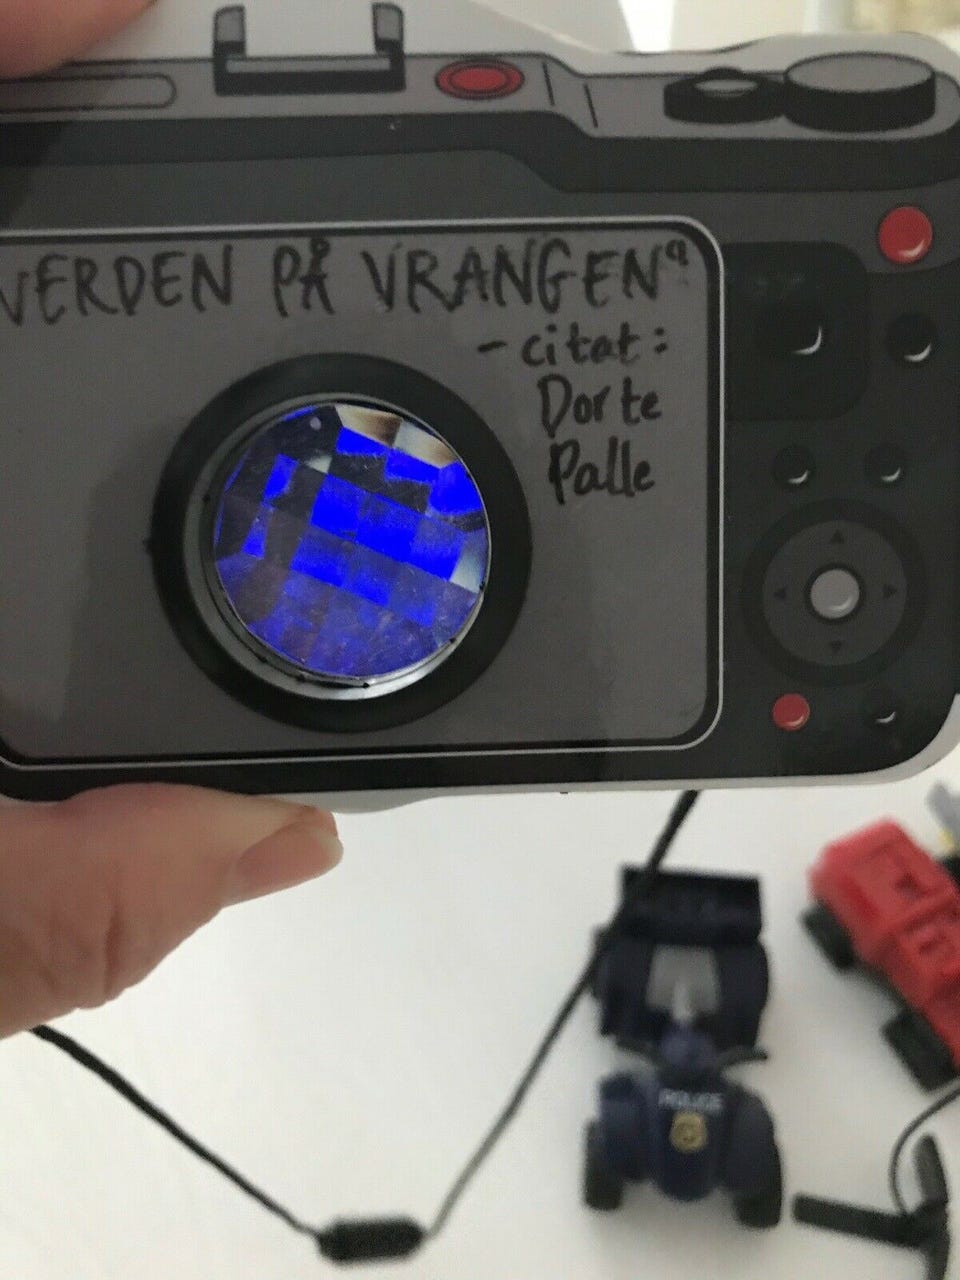 VERDEN PÅ VRANGEN"
- citat:
Dorte
Palle
POLICE